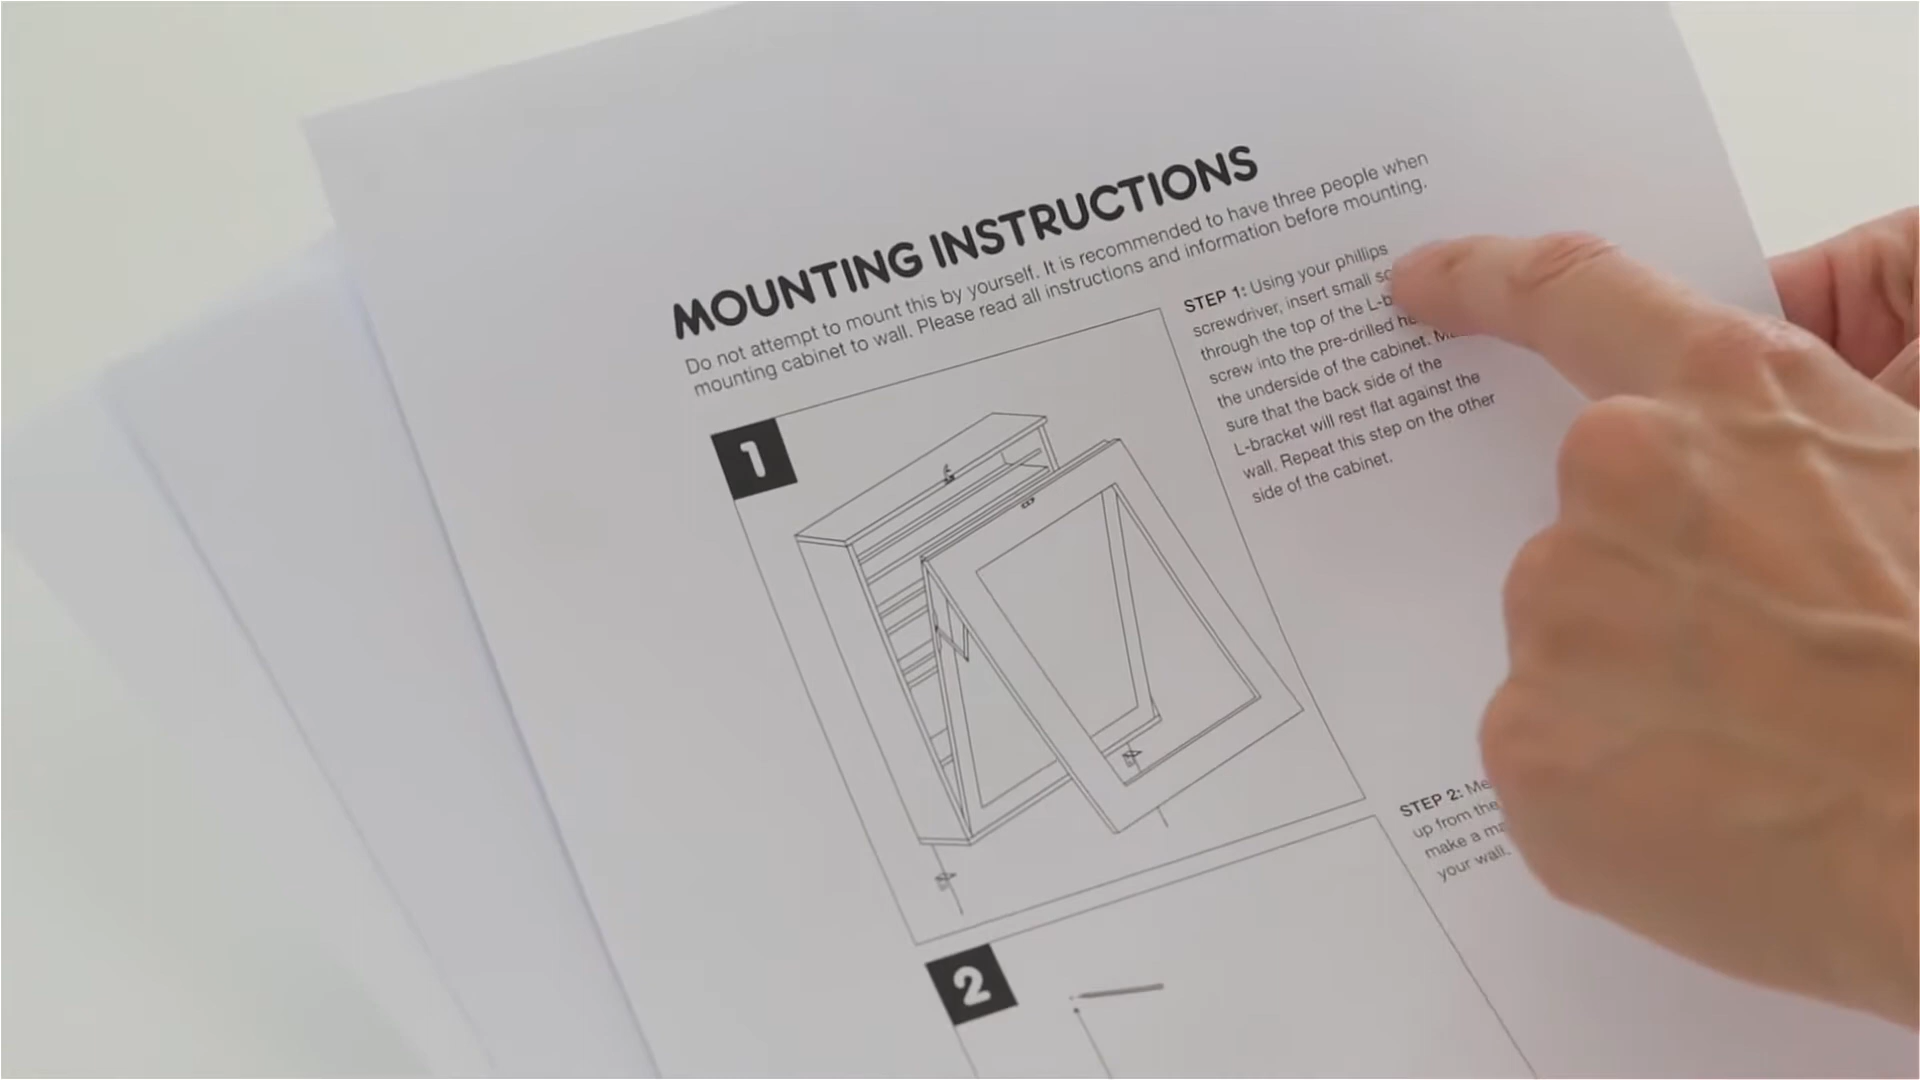 MOUNTING INSTRUCTIONS
Do not attempt to mount this by yourself. It is recommended to have three people when
mounting cabinet to wall. Please read all instructions and information before mounting.
1
STEP 1: Using your phillips
screwdriver, insert small
through the top of the
screw into the pre-drilled
the underside of the cabinet.
sure that the back side of the
L-bracket will rest flat against the
wall. Repeat this step on the other
side of the cabinet.
STEP 2:
up from the
make a
your wall.
2